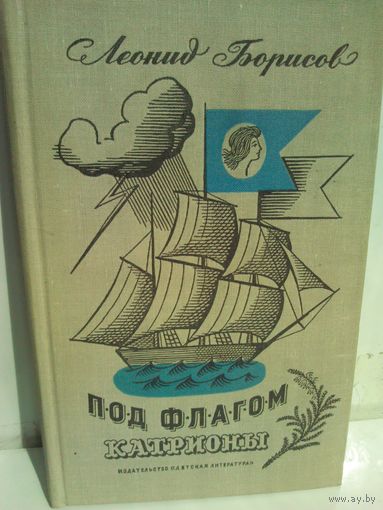 Леонид Борисов
ПОД ФЛАГОМ
КАТРИОНЫ
ИЗДАТЕЛЬСТВО «ДЕТСКАЯ ЛИТЕРАТУРА»
www.ay.by